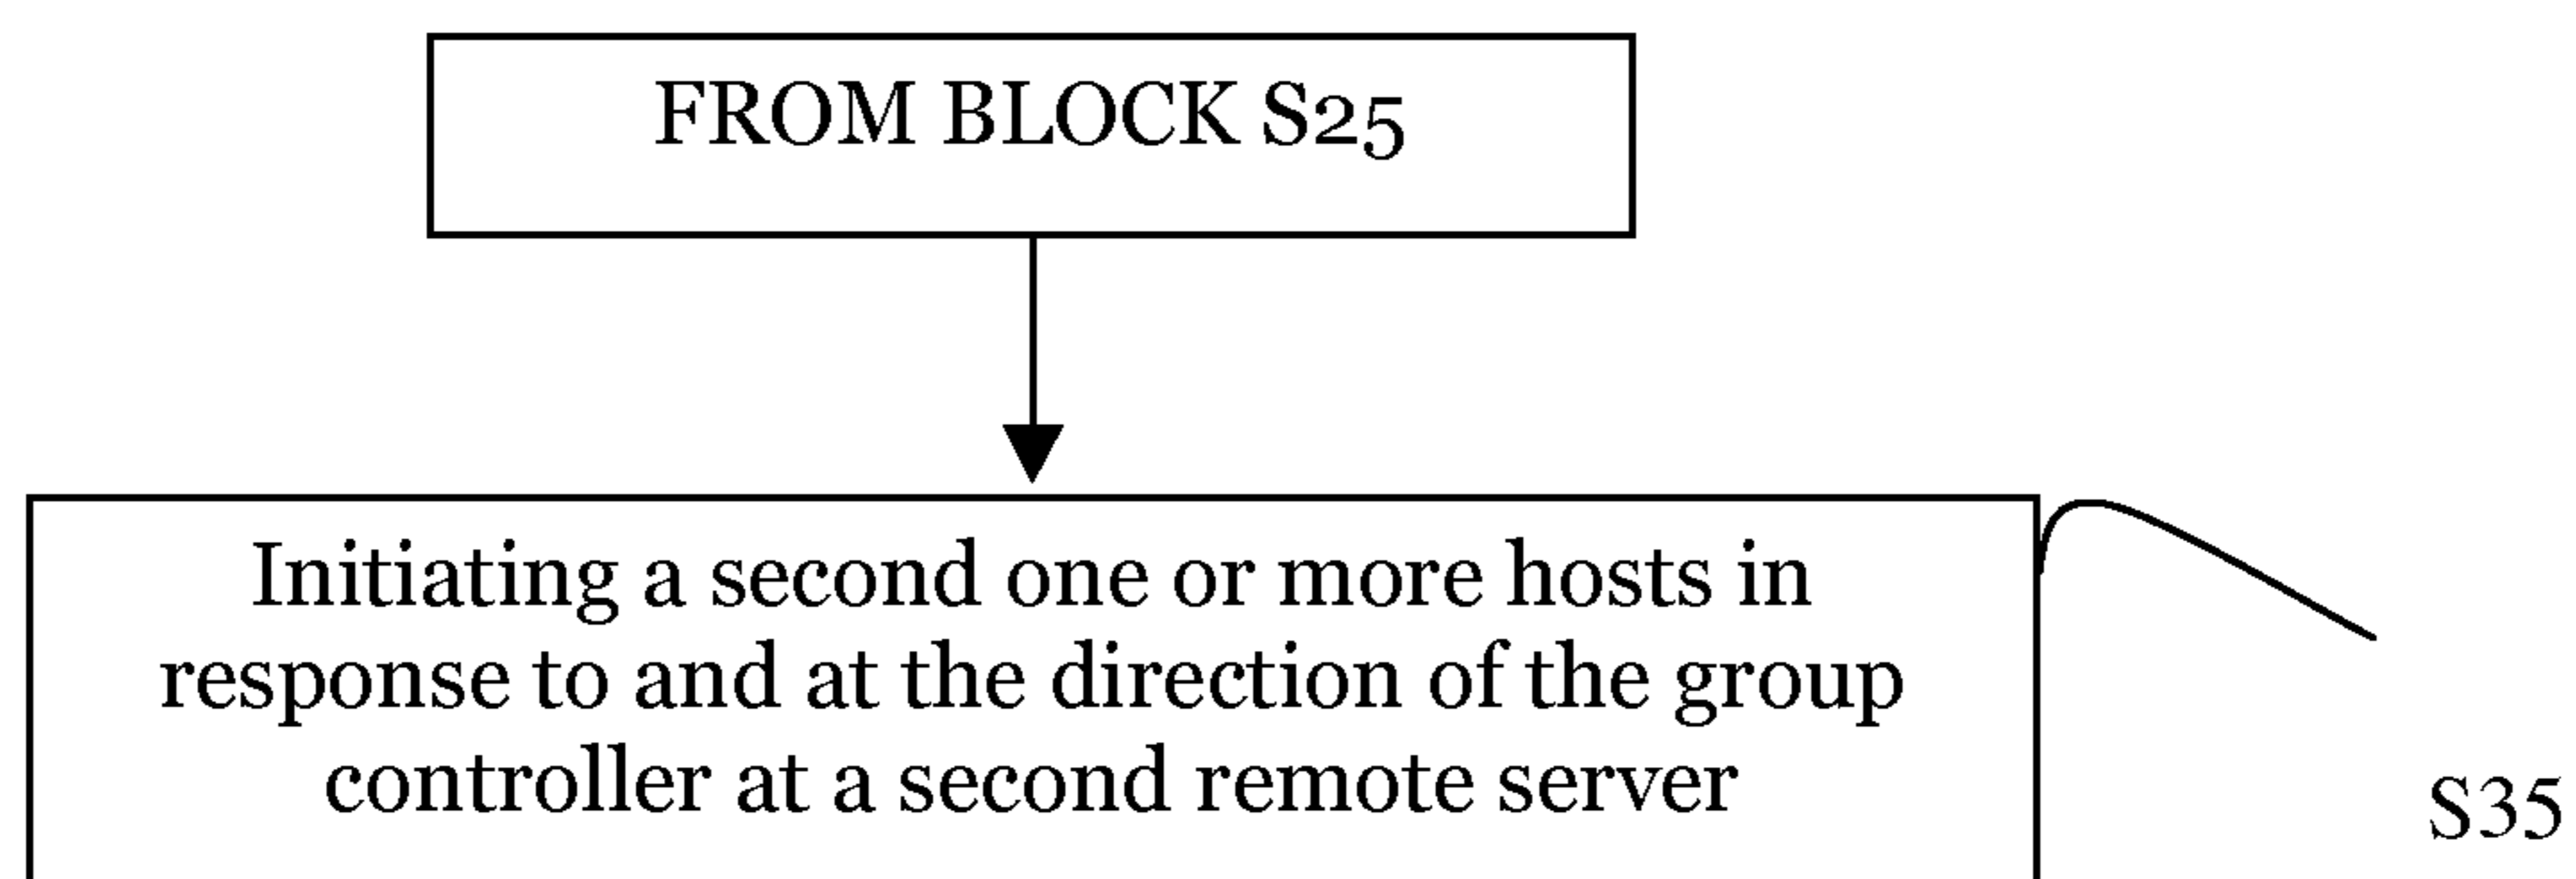 FROM BLOCK S25
Initiating a second one or more hosts in
response to and at the direction of the group
controller at a second remote server
S35